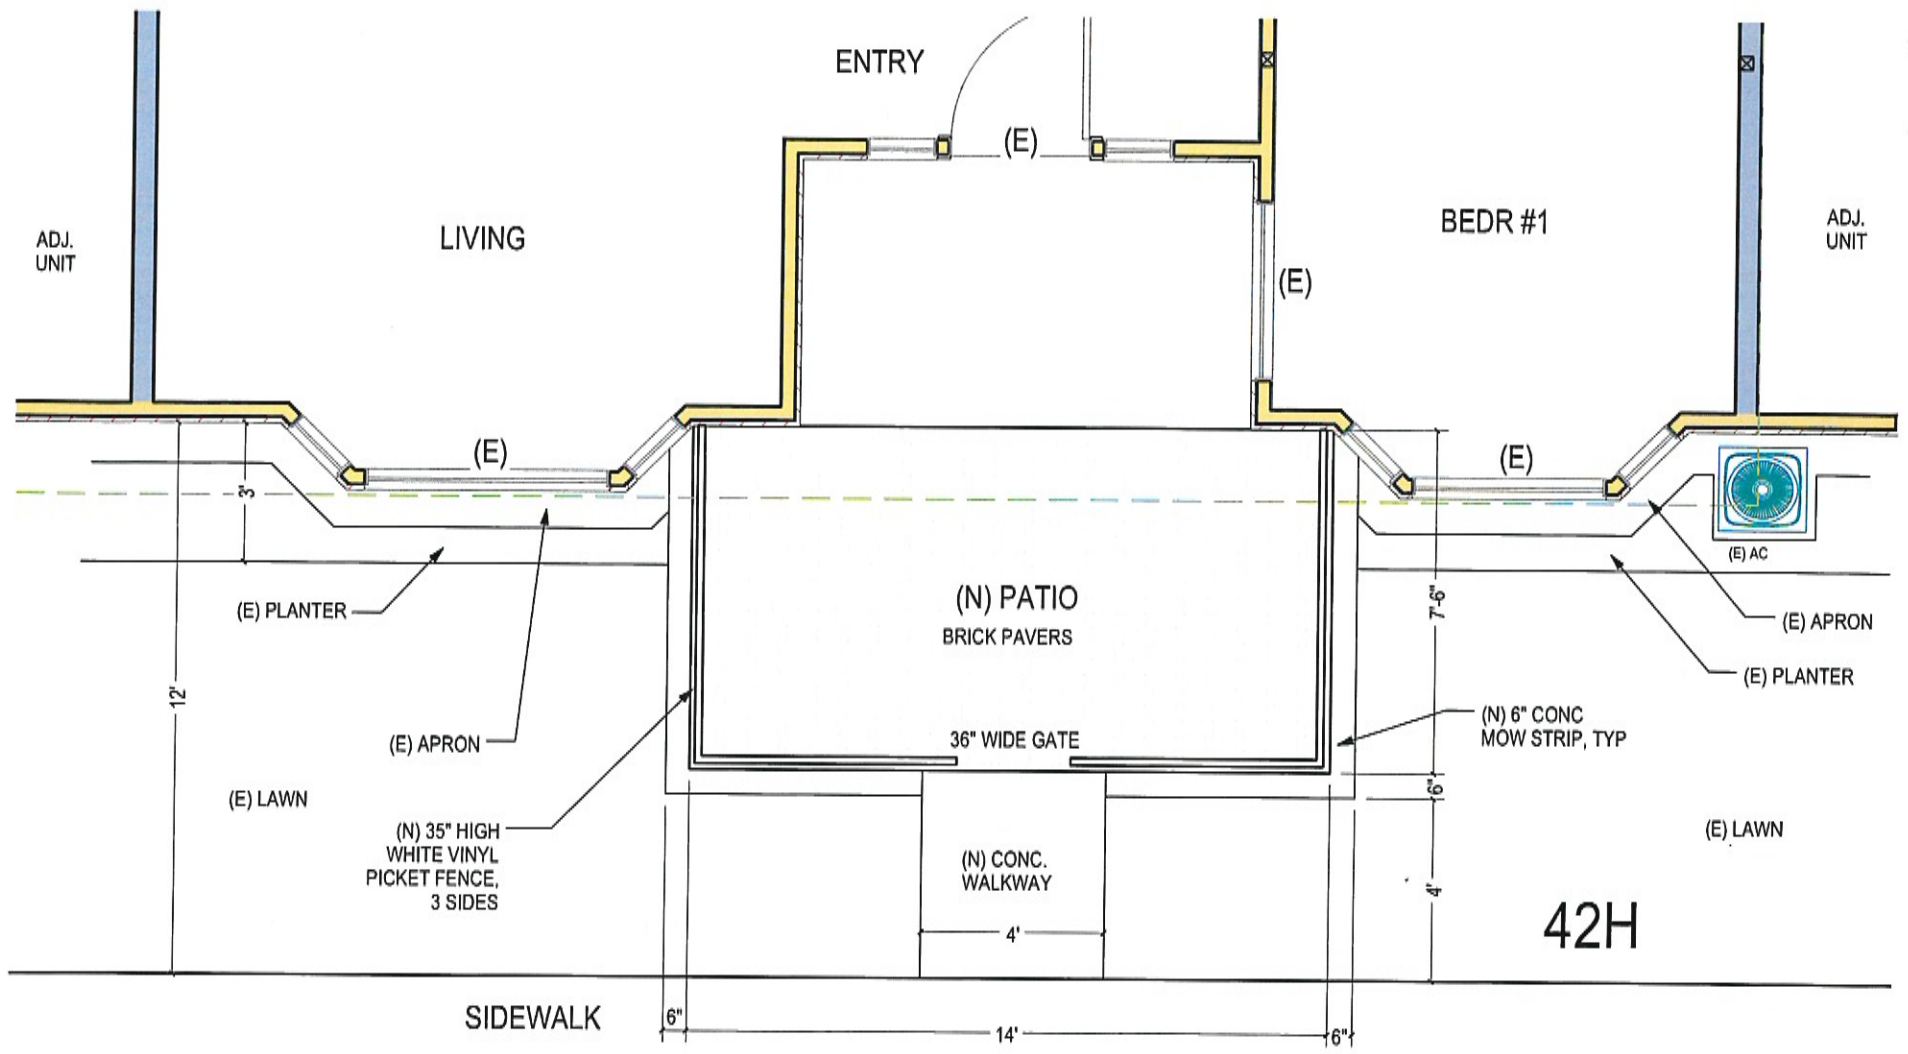 ENTRY
(E)
LIVING
BEDR #1
ADJ.
UNIT
ADJ.
UNIT
(E)
(E)
(E)
3'
(E) AC
(E) PLANTER
(N) PATIO
BRICK PAVERS
7'-6"
(E) APRON
(E) PLANTER
12'
(E) APRON
36" WIDE GATE
(N) 6" CONC
MOW STRIP, TYP
6"
(E) LAWN
(N) 35" HIGH
WHITE VINYL
PICKET FENCE,
3 SIDES
(N) CONC.
WALKWAY
4'
(E) LAWN
4'
42H
SIDEWALK
6"
14'
6"